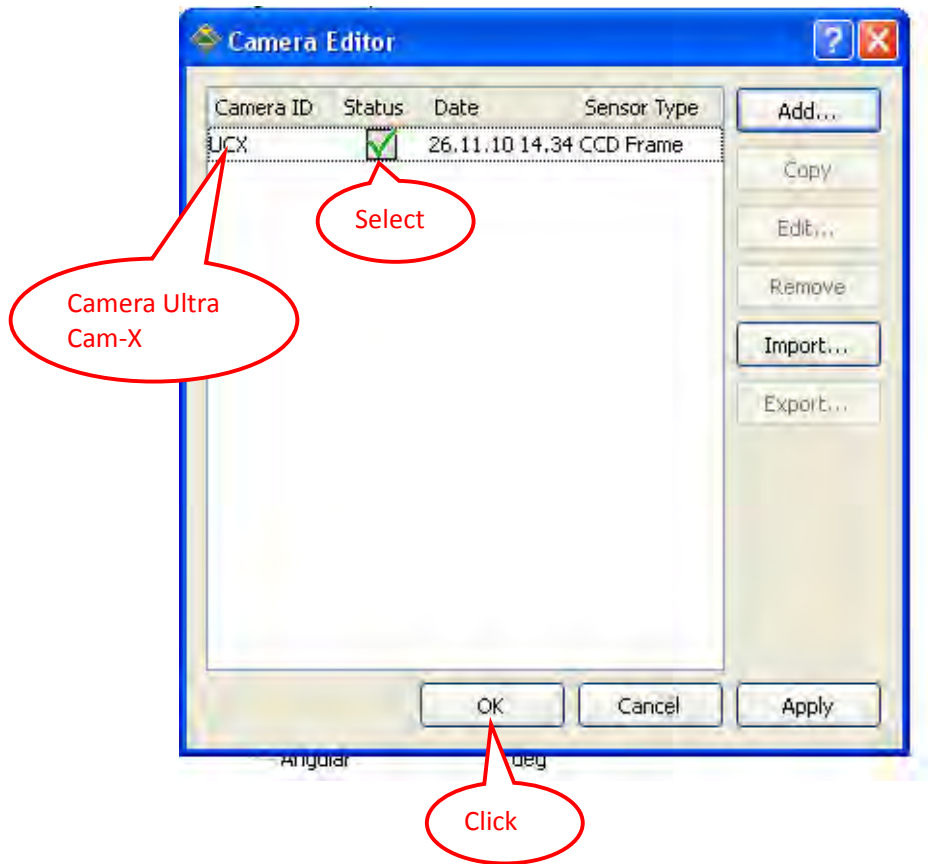 Camera Editor
Camera ID Status Date Sensor Type
UCX 26.11.10 14.34 CCD Frame
Add...
Copy
Edit...
Remove
Import...
Export...
Select
Camera Ultra
Cam-X
OK Cancel Apply
Angular deg
Click